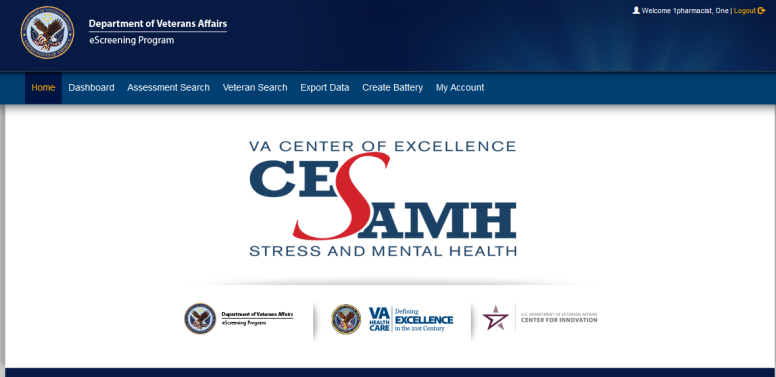 Department of Veterans Affairs
eScreening Program
Welcome 1pharmacist, One | Logout
Home Dashboard Assessment Search Veteran Search Export Data Create Battery My Account
VA CENTER OF EXCELLENCE
CESAMH
STRESS AND MENTAL HEALTH
Department of Veterans Affairs
eScreening Program
VA HEALTH CARE
Defining
EXCELLENCE
in the 21st Century
U.S. DEPARTMENT OF VETERANS AFFAIRS
CENTER FOR INNOVATION